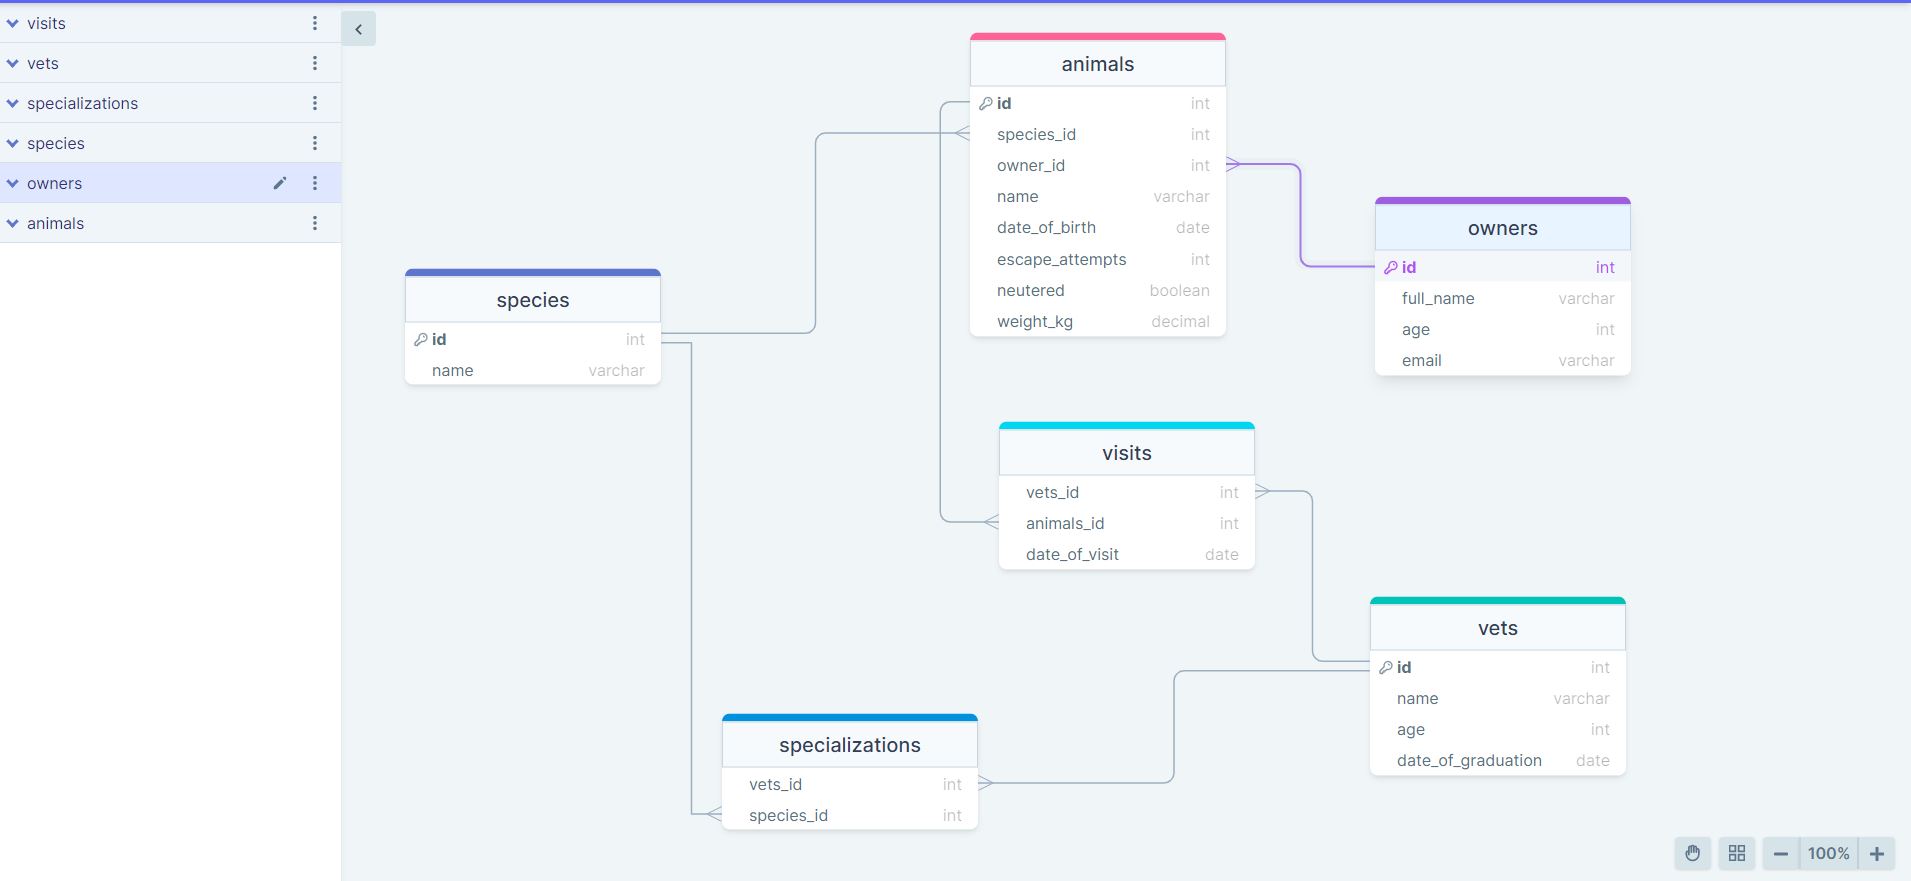 visits
vets
specializations
species
owners
animals
animals
id int
species_id int
owner_id int
name varchar
date_of_birth date
escape_attempts int
neutered boolean
weight_kg decimal
owners
id int
full_name varchar
age int
email varchar
species
id int
name varchar
visits
vets_id int
animals_id int
date_of_visit date
vets
id int
name varchar
age int
date_of_graduation date
specializations
vets_id int
species_id int
100%